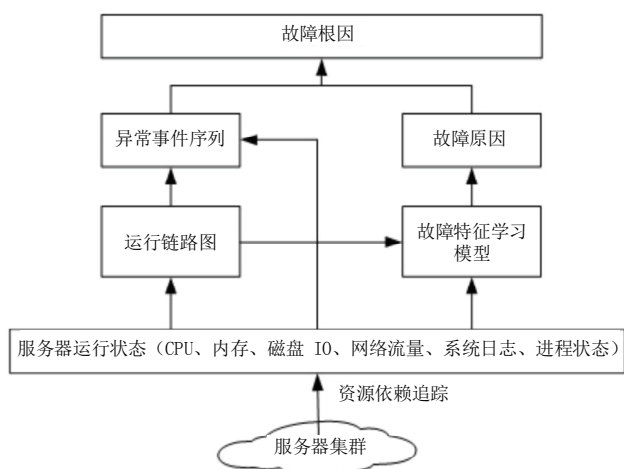 故障根因
异常事件序列
故障原因
运行链路图
故障特征学习
模型
服务器运行状态（CPU、内存、磁盘 IO、网络流量、系统日志、进程状态）
资源依赖追踪
服务器集群